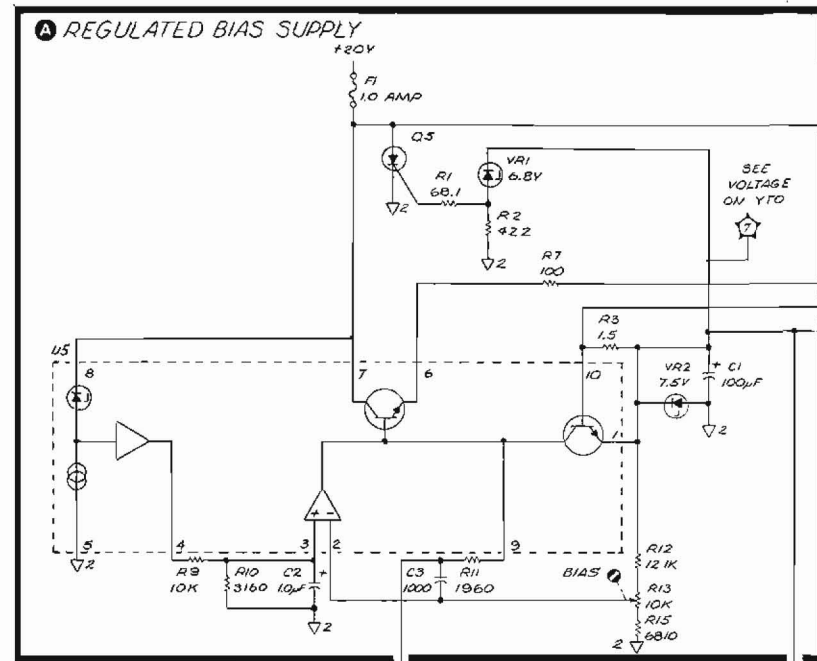 A REGULATED BIAS SUPPLY
+20V
F1
1.0 AMP
Q5
VR1
6.8V
R1
68.1
2
R2
422
2
SEE
VOLTAGE
ON YTO
7
R7
100
R3
1.5
U5
8
7
6
10
VR2
7.5V
+
C1
100µF
2
1
+ -
5
4
3
2
9
2
R9
10K
R10
3160
C2
1.0µF
+
2
C3
1000
R11
1960
BIAS
R12
12.1K
R13
10K
R15
6810
2